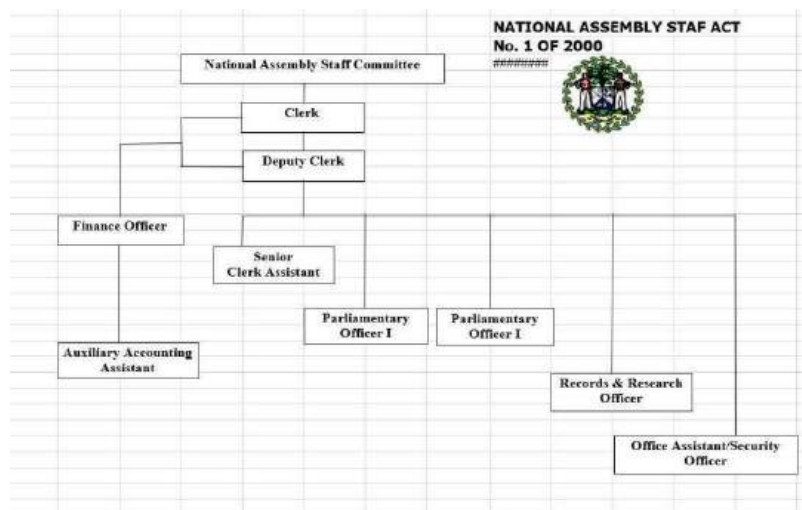 NATIONAL ASSEMBLY STAF ACT
No. 1 OF 2000
########
National Assembly Staff Committee
Clerk
Deputy Clerk
Finance Officer
Senior
Clerk Assistant
Parliamentary
Officer I
Parliamentary
Officer I
Auxiliary Accounting
Assistant
Records & Research
Officer
Office Assistant/Security
Officer